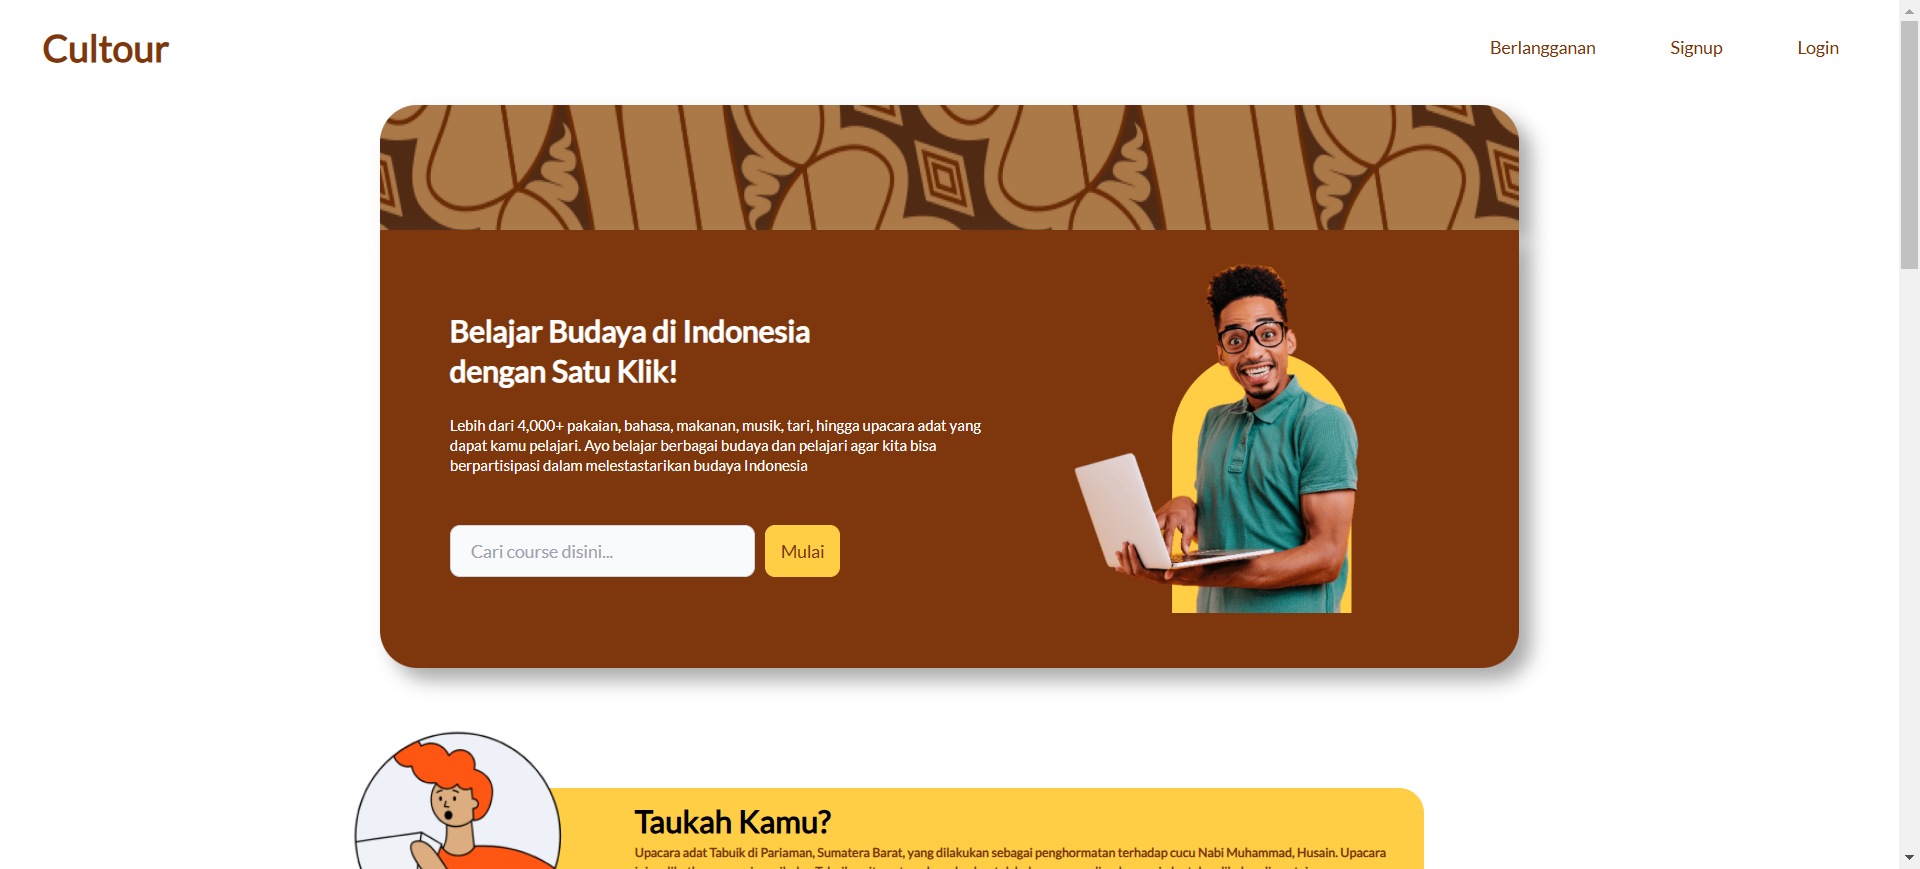 Cultour
Berlangganan
Signup
Login
Belajar Budaya di Indonesia
dengan Satu Klik!
Lebih dari 4,000+ pakaian, bahasa, makanan, musik, tari, hingga upacara adat yang
dapat kamu pelajari. Ayo belajar berbagai budaya dan pelajari agar kita bisa
berpartisipasi dalam melestastarikan budaya Indonesia
Cari course disini...
Mulai
Taukah Kamu?
Upacara adat Tabuik di Pariaman, Sumatera Barat, yang dilakukan sebagai penghormatan terhadap cucu Nabi Muhammad, Husain. Upacara